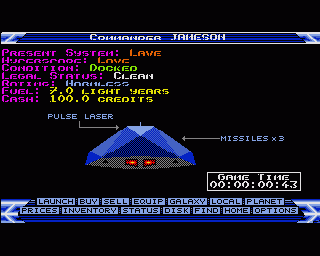 Commander JAMESON
Present System: Lave
Hyperspace: Lave
Condition: Docked
Legal Status: Clean
Rating: Harmless
Fuel: 7.0 Light Years
Cash: 100.0 credits
PULSE LASER
MISSILES x 3
Game Time
00:00:00:43
LAUNCH BUY SELL EQUIP GALAXY LOCAL PLANET
PRICES INVENTORY STATUS DISK FIND HOME OPTIONS